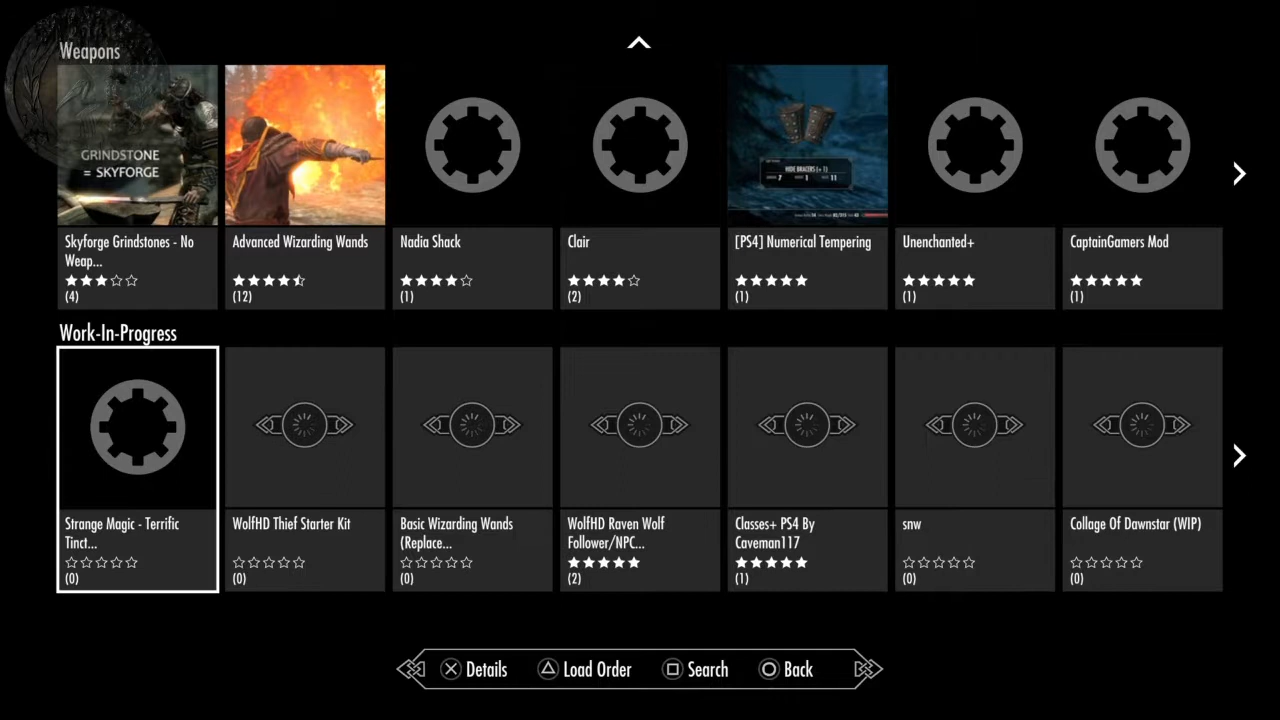 Weapons
GRINDSTONE
= SKYFORGE
HIDE BRACERS (+ 1)
Skyforge Grindstones - No
Weap...
(4)
Advanced Wizarding Wands
(12)
Nadia Shack
(1)
Clair
(2)
[PS4] Numerical Tempering
(1)
Unenchanted+
(1)
CaptainGamers Mod
(1)
Work-In-Progress
Strange Magic - Terrific
Tinct...
(0)
WolfHD Thief Starter Kit
(0)
Basic Wizarding Wands
(Replace...
(0)
WolfHD Raven Wolf
Follower/NPC...
(2)
Classes+ PS4 By
Caveman117
(1)
snw
(0)
Collage Of Dawnstar (WIP)
(0)
Details
Load Order
Search
Back